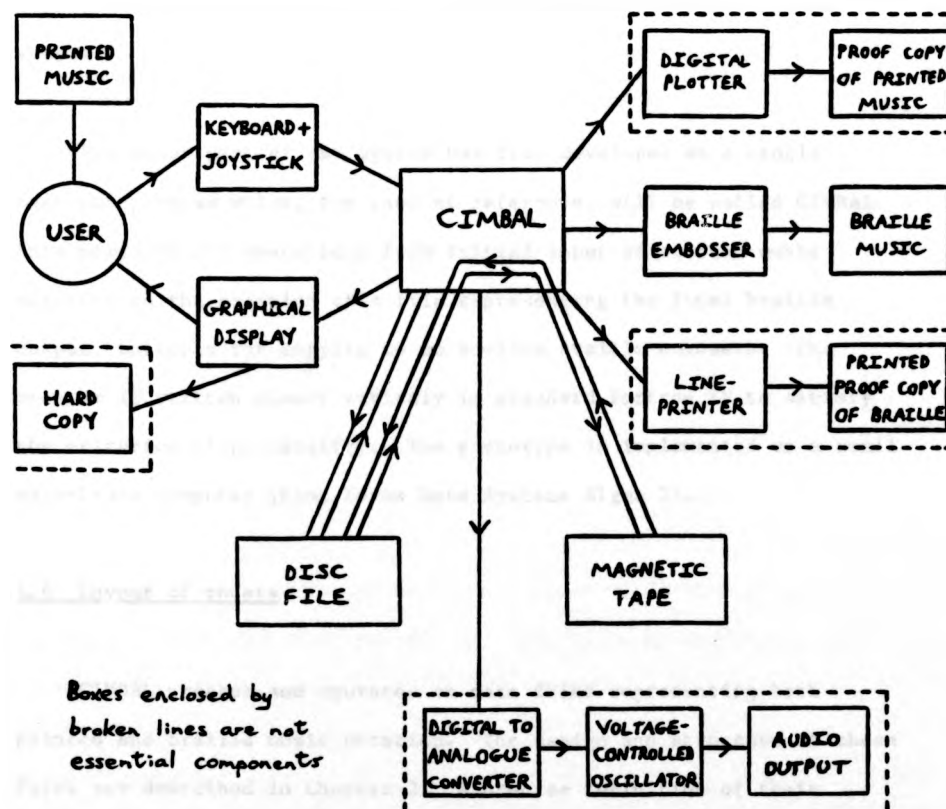 PRINTED
MUSIC
USER
KEYBOARD+
JOYSTICK
GRAPHICAL
DISPLAY
HARD
COPY
CIMBAL
DIGITAL
PLOTTER
PROOF COPY
OF PRINTED
MUSIC
BRAILLE
EMBOSSER
BRAILLE
MUSIC
LINE-
PRINTER
PRINTED
PROOF COPY
OF BRAILLE
DISC
FILE
MAGNETIC
TAPE
Boxes enclosed by
broken lines are not
essential components
DIGITAL TO
ANALOGUE
CONVERTER
VOLTAGE-
CONTROLLED
OSCILLATOR
AUDIO
OUTPUT